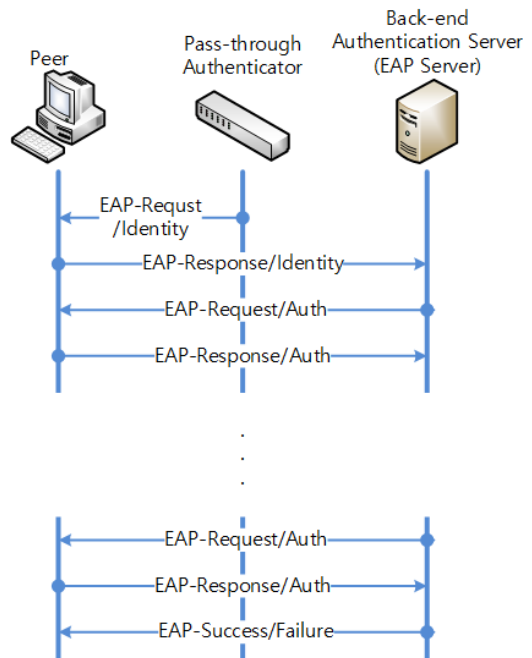 Peer
Pass-through
Authenticator
Back-end
Authentication Server
(EAP Server)
EAP-Requst
/Identity
EAP-Response/Identity
EAP-Request/Auth
EAP-Response/Auth
.
.
.
EAP-Request/Auth
EAP-Response/Auth
EAP-Success/Failure